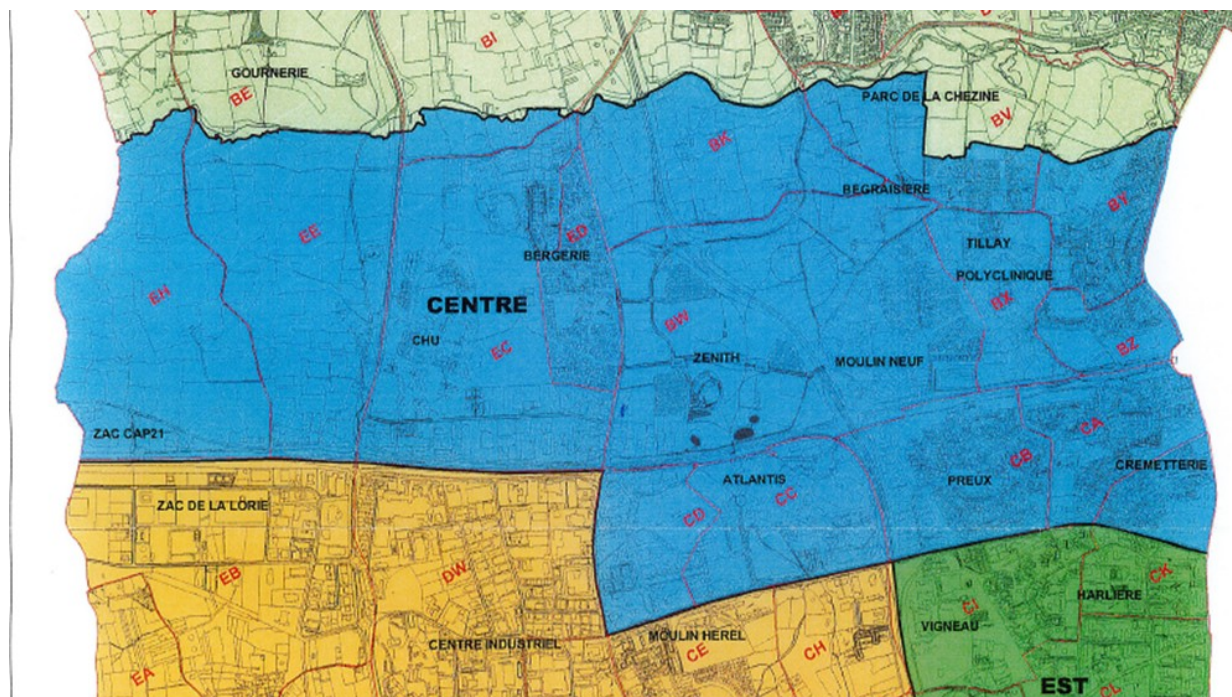 BI
GOURNERIE
BE
PARC DE LA CHEZINE
BV
BK
BEGRAISIERE
BY
EE
ED
BERGERIE
TILLAY
POLYCLINIQUE
EH
CENTRE
BX
BW
CHU
EC
ZENITH
MOULIN NEUF
BZ
ZAC CAP21
CA
CB
CREMETTERIE
ATLANTIS
PREUX
CC
CD
ZAC DE LA LORIE
EB
DW
CK
HARLIERE
CI
VIGNEAU
CENTRE INDUSTRIEL
MOULIN HEREL
CE
CH
EA
EST
CL